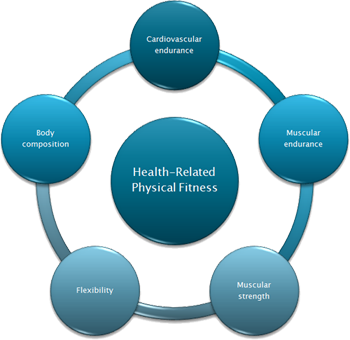 Cardiovascular
endurance
Body
composition
Muscular
endurance
Health-Related
Physical Fitness
Flexibility
Muscular
strength